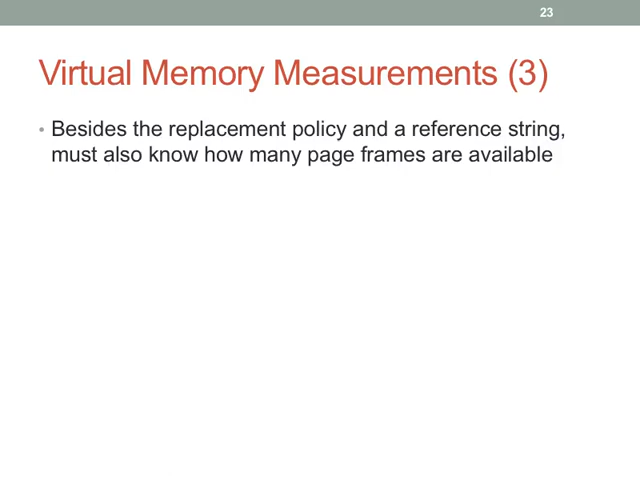 23
Virtual Memory Measurements (3)
• Besides the replacement policy and a reference string,
must also know how many page frames are available